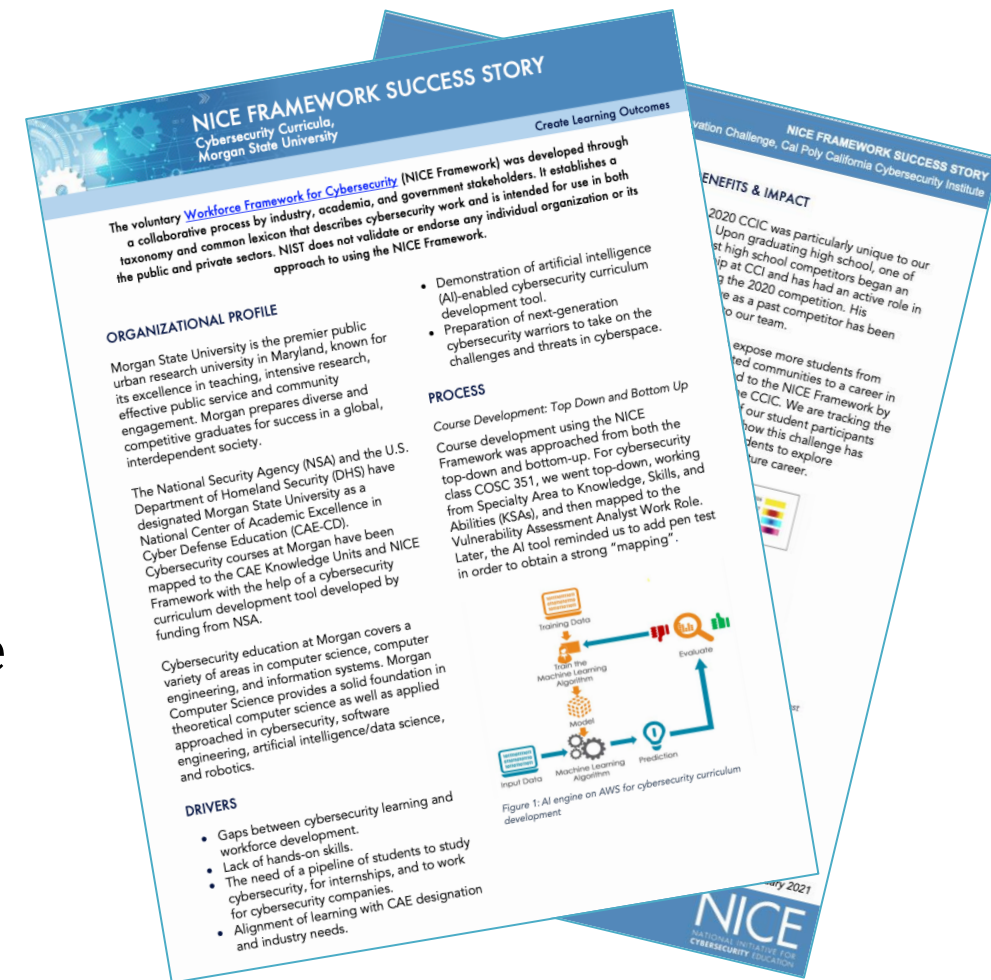 NICE FRAMEWORK SUCCESS STORY
Cybersecurity Curricula,
Morgan State University
Create Learning Outcomes
The voluntary Workforce Framework for Cybersecurity (NICE Framework) was developed through
a collaborative process by industry, academia, and government stakeholders. It establishes a
taxonomy and common lexicon that describes cybersecurity work and is intended for use in both
the public and private sectors. NIST does not validate or endorse any individual organization or its
approach to using the NICE Framework.
ORGANIZATIONAL PROFILE
Morgan State University is the premier public
urban research university in Maryland, known for
its excellence in teaching, intensive research,
effective public service and community
engagement. Morgan prepares diverse and
competitive graduates for success in a global,
interdependent society.
The National Security Agency (NSA) and the U.S.
Department of Homeland Security (DHS) have
designated Morgan State University as a
National Center of Academic Excellence in
Cyber Defense Education (CAE-CD).
Cybersecurity courses at Morgan have been
mapped to the CAE Knowledge Units and NICE
Framework with the help of a cybersecurity
curriculum development tool developed by
funding from NSA.
Cybersecurity education at Morgan covers a
variety of areas in computer science, computer
engineering, and information systems. Morgan
Computer Science provides a solid foundation in
theoretical computer science as well as applied
approached in cybersecurity, software
engineering, artificial intelligence/data science,
and robotics.
DRIVERS
• Gaps between cybersecurity learning and
workforce development.
• Lack of hands-on skills.
• The need of a pipeline of students to study
cybersecurity, for internships, and to work
for cybersecurity companies.
• Alignment of learning with CAE designation
and industry needs.
• Demonstration of artificial intelligence
(AI)-enabled cybersecurity curriculum
development tool.
• Preparation of next-generation
cybersecurity warriors to take on the
challenges and threats in cyberspace.
PROCESS
Course Development: Top Down and Bottom Up
Course development using the NICE
Framework was approached from both the
top-down and bottom-up. For cybersecurity
class COSC 351, we went top-down, working
from Specialty Area to Knowledge, Skills, and
Abilities (KSAs), and then mapped to the
Vulnerability Assessment Analyst Work Role.
Later, the AI tool reminded us to add pen test
in order to obtain a strong "mapping".
Training Data
Train the
Machine Learning
Algorithm
Model
Evaluate
Input Data
Machine Learning
Algorithm
Prediction
Figure 1: AI engine on AWS for cybersecurity curriculum
development
NICE FRAMEWORK SUCCESS STORY
Challenge, Cal Poly California Cybersecurity Institute
& IMPACT
2020 CCIC was particularly unique to our
Upon graduating high school, one of
high school competitors began an
at CCI and has had an active role in
the 2020 competition. His
as a past competitor has been
to our team.
expose more students from
communities to a career in
to the NICE Framework by
CCIC. We are tracking the
of our student participants
how this challenge has
to explore
career.
2021
NICE
NATIONAL INITIATIVE FOR
CYBERSECURITY EDUCATION
e